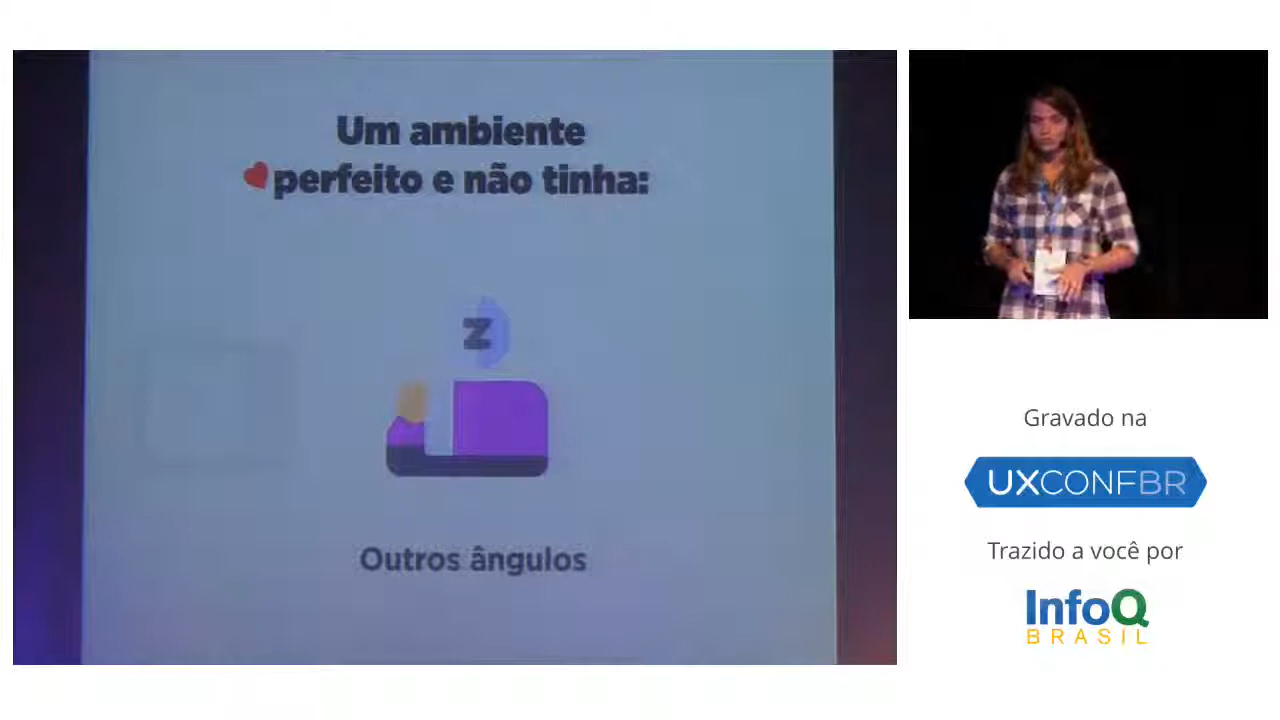 Um ambiente
perfeito e não tinha:
z
Outros ângulos
Gravado na
UXCONFBR
Trazido a você por
InfoQ
BRASIL